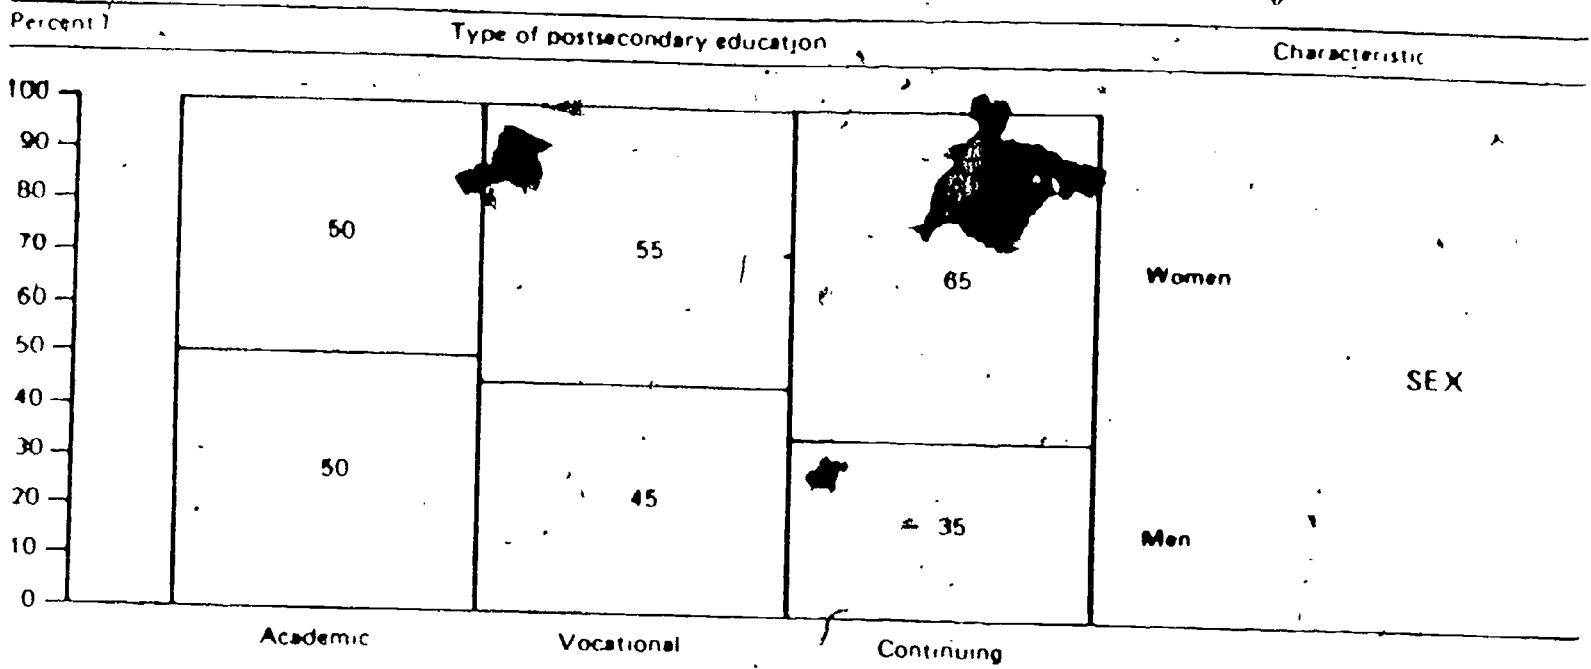 Percent 1
Type of postsecondary education
Characteristic
100
90
80
70
60
50
40
30
20
10
0
50
55
65
Women
SEX
50
45
35
Men
Academic
Vocational
Continuing